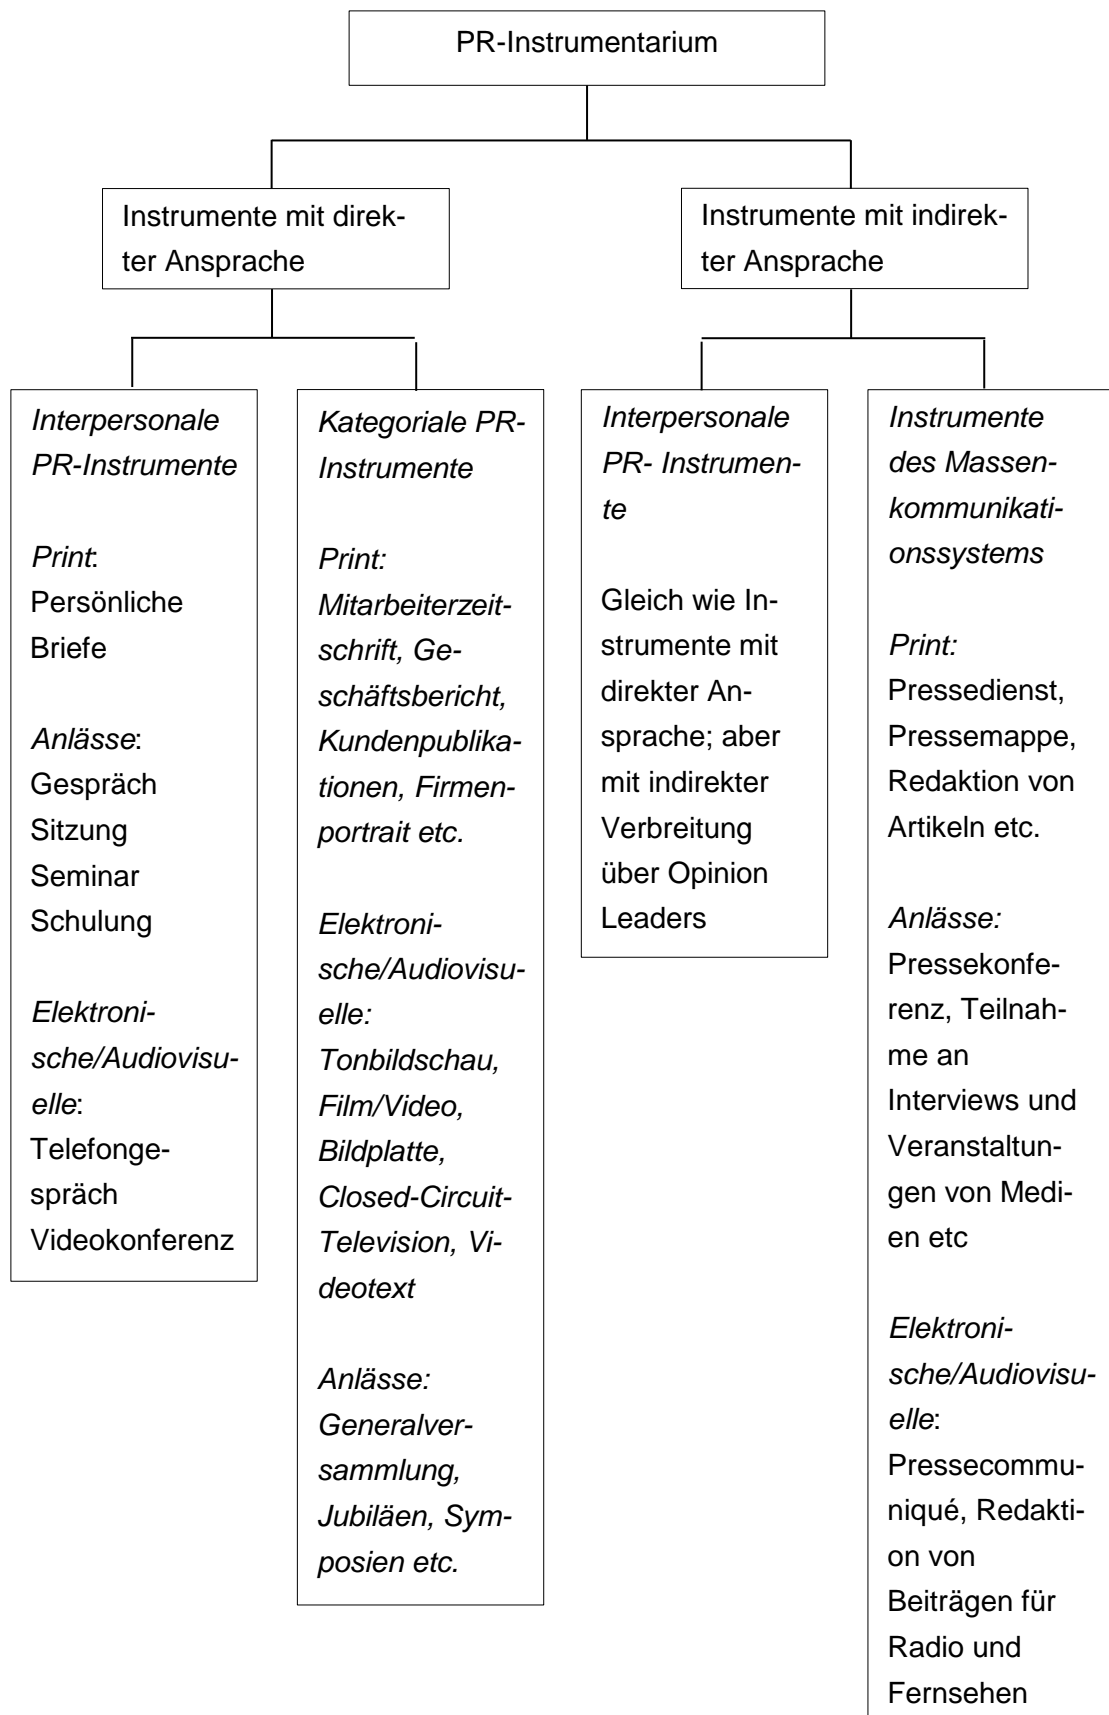 PR-Instrumentarium
Instrumente mit direk-
ter Ansprache
Instrumente mit indirek-
ter Ansprache
Interpersonale
PR-Instrumente
Print:
Persönliche
Briefe
Anlässe:
Gespräch
Sitzung
Seminar
Schulung
Elektroni-
sche/Audiovisu-
elle:
Telefonge-
spräch
Videokonferenz
Kategoriale PR-
Instrumente
Print:
Mitarbeiterzeit-
schrift, Ge-
schäftsbericht,
Kundenpublika-
tionen, Firmen-
portrait etc.
Elektroni-
sche/Audiovisu-
elle:
Tonbildschau,
Film/Video,
Bildplatte,
Closed-Circuit-
Television, Vi-
deotext
Anlässe:
Generalver-
sammlung,
Jubiläen, Sym-
posien etc.
Interpersonale
PR- Instrumen-
te
Gleich wie In-
strumente mit
direkter An-
sprache; aber
mit indirekter
Verbreitung
über Opinion
Leaders
Instrumente
des Massen-
kommunikati-
onssystems
Print:
Pressedienst,
Pressemappe,
Redaktion von
Artikeln etc.
Anlässe:
Pressekonfe-
renz, Teilnah-
me an
Interviews und
Veranstaltun-
gen von Medi-
en etc
Elektroni-
sche/Audiovisu-
elle:
Pressecommu-
niqué, Redakti-
on von
Beiträgen für
Radio und
Fernsehen